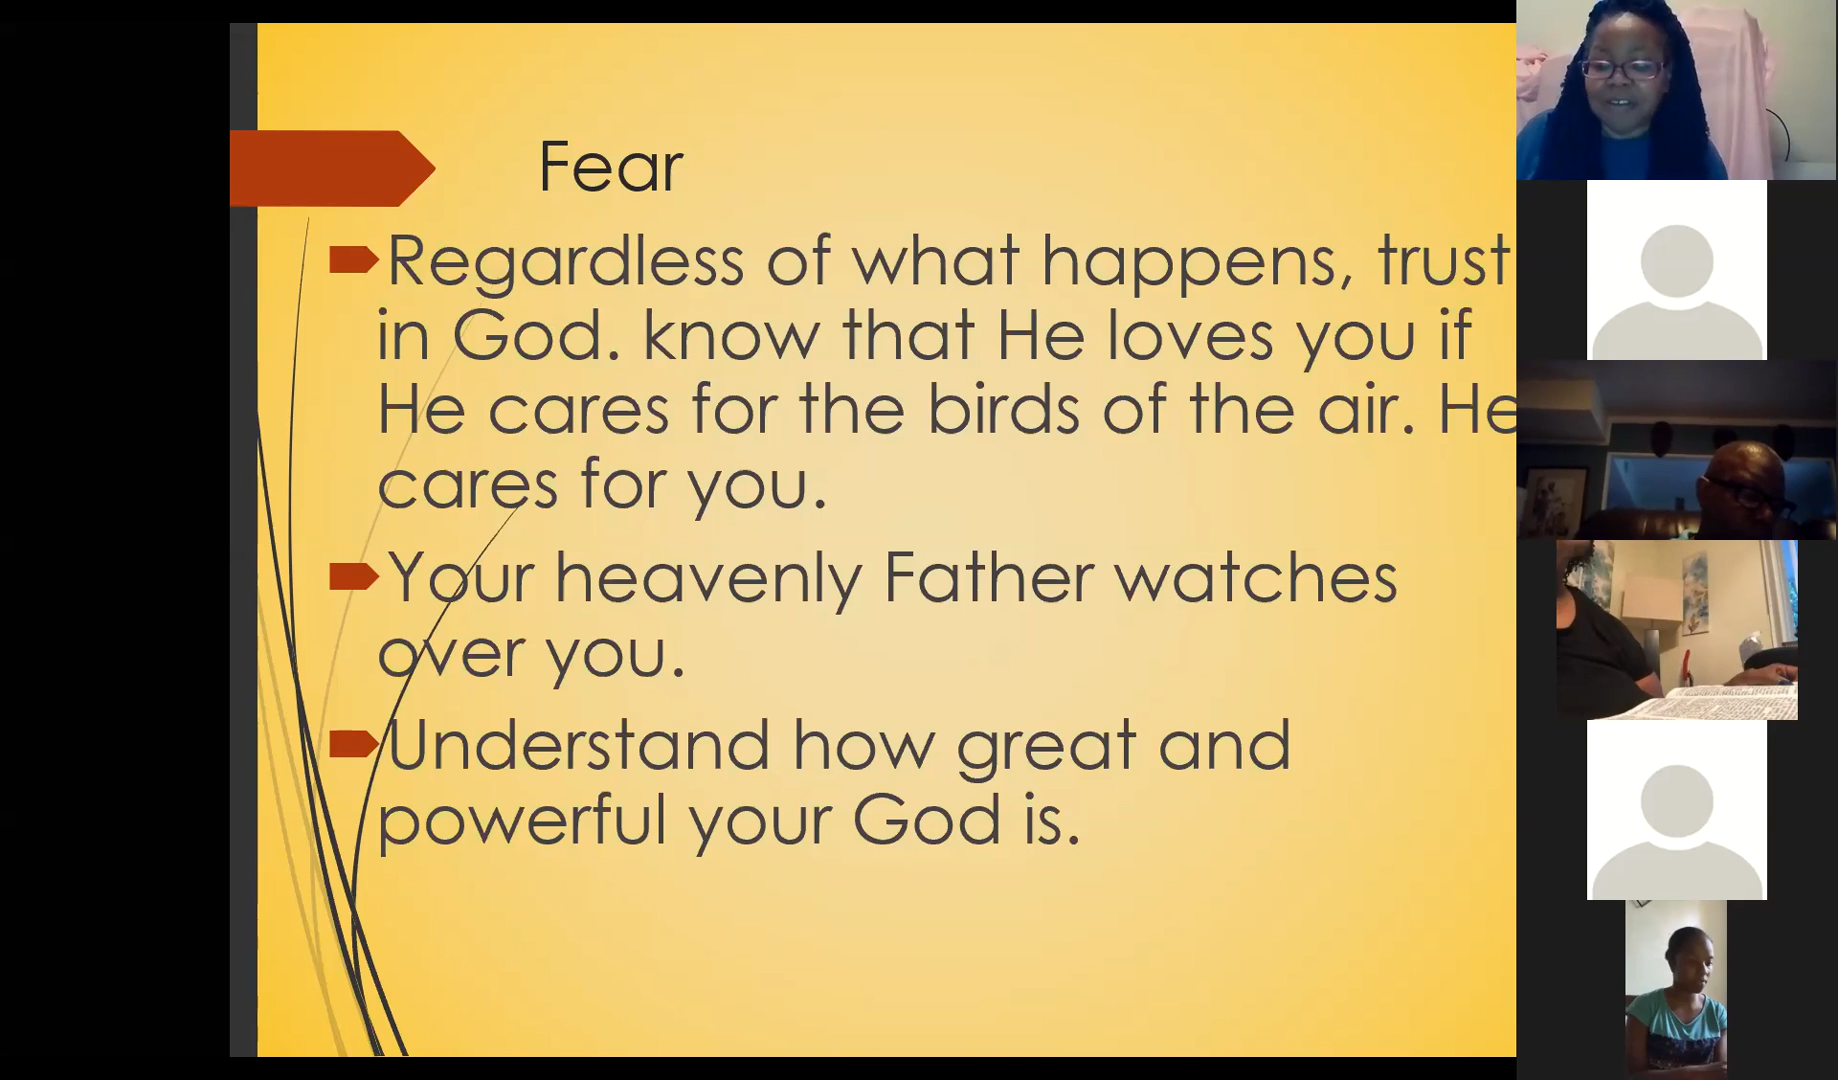 Fear
Regardless of what happens, trust
in God. know that He loves you if
He cares for the birds of the air. He
cares for you.
Your heavenly Father watches
over you.
Understand how great and
powerful your God is.